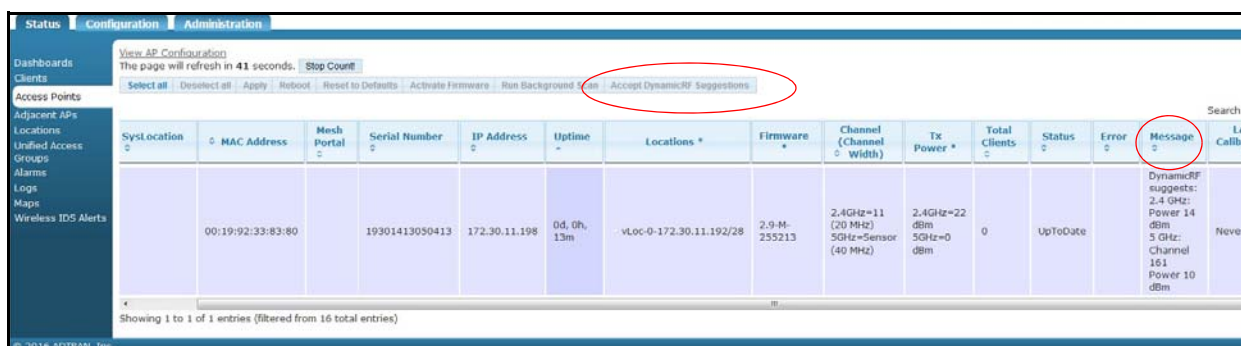 Status Configuration Administration
View AP Configuration
The page will refresh in 41 seconds. Stop Count!
Select all Deselect all Apply Reboot Reset to Defaults Activate Firmware Run Background Scan Accept DynamicRF Suggestions
Dashboards
Clients
Access Points
Adjacent APs
Locations
Unified Access
Groups
Alarms
Logs
Maps
Wireless IDS Alerts
Search
SysLocation
MAC Address
Mesh
Portal
Serial Number
IP Address
Uptime
Locations *
Firmware
*
Channel
(Channel
Width)
Tx
Power *
Total
Clients
Status
Error
Message
La
Calib
00:19:92:33:83:80
19301413050413
172.30.11.198
0d, 0h,
13m
vLoc-0-172.30.11.192/28
2.9-M-
255213
2.4GHz=11
(20 MHz)
5GHz=Sensor
(40 MHz)
2.4GHz=22
dBm
5GHz=0
dBm
0
UpToDate
DynamicRF
suggests:
2.4 GHz:
Power 14
dBm
5 GHz:
Channel
161
Power 10
dBm
Neve
Showing 1 to 1 of 1 entries (filtered from 16 total entries)
© 2016 ADTRAN, Inc